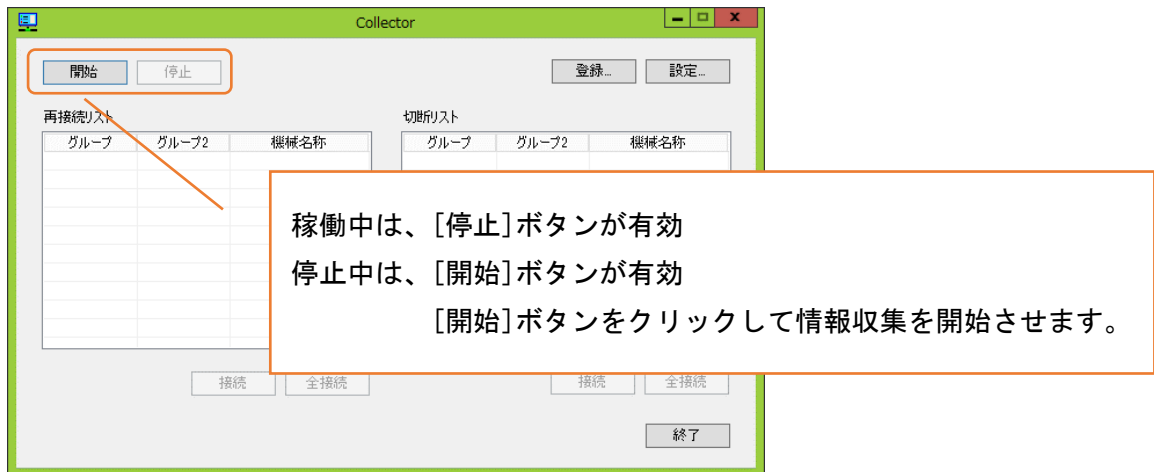 Collector
開始 停止 登録... 設定...
再接続リスト 切断リスト
グループ グループ2 機械名称 グループ グループ2 機械名称
稼働中は、[停止]ボタンが有効
停止中は、[開始]ボタンが有効
[開始]ボタンをクリックして情報収集を開始させます。
接続 全接続 接続 全接続
終了